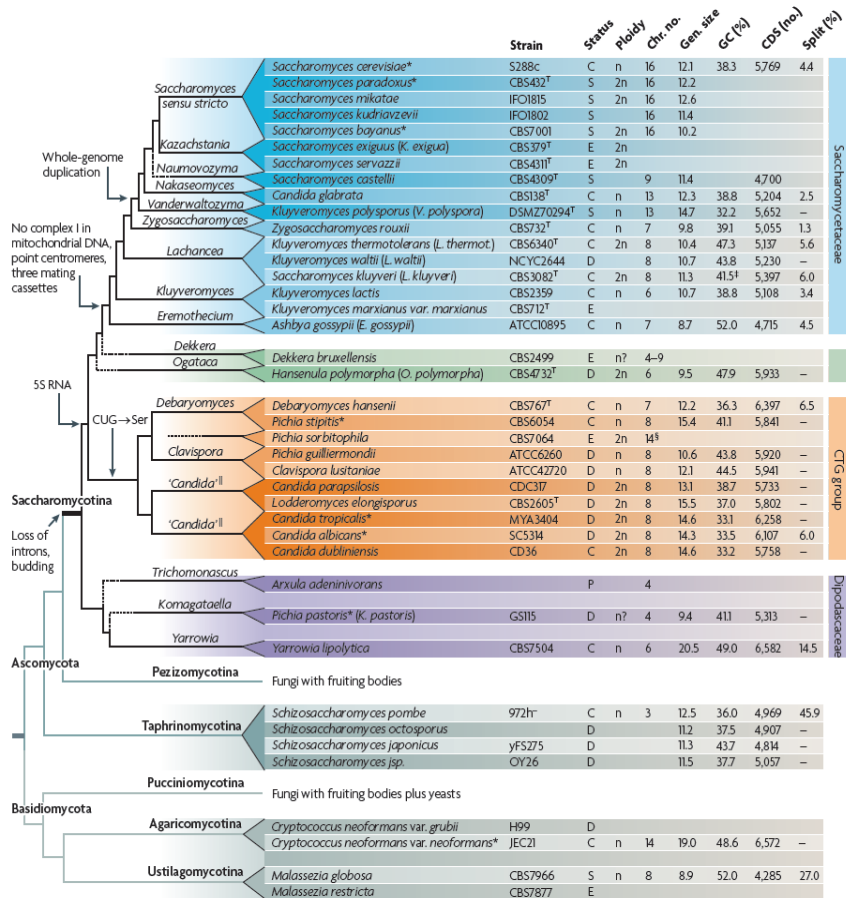 Strain Status Ploidy Chr. no. Gen. size GC (%) CDS (no.) Split (%)
Saccharomyces cerevisiae* S288c C n 16 12.1 38.3 5,769 4.4
Saccharomyces
sensu stricto
Saccharomyces paradoxus* CBS432T S 2n 16 12.2
Saccharomyces mikatae IFO1815 S 2n 16 12.6
Saccharomyces kudriavzevii IFO1802 S 16 11.4
Saccharomyces bayanus* CBS7001 S 2n 16 10.2
Kazachstania Saccharomyces exiguus (K. exigua) CBS379T E 2n
Whole-genome
duplication
Naumovozyma Saccharomyces servazzii CBS4311T E 2n
Saccharomyces castellii CBS4309T S 9 11.4 4,700
Nakaseomyces Candida glabrata CBS138T C n 13 12.3 38.8 5,204 2.5
Vanderwaltozyma Kluyveromyces polysporus (V. polyspora) DSMZ70294T S n 13 14.7 32.2 5,652 –
Zygosaccharomyces Zygosaccharomyces rouxii CBS732T C n 7 9.8 39.1 5,055 1.3
No complex I in
mitochondrial DNA,
point centromeres,
three mating
cassettes
Lachancea Kluyveromyces thermotolerans (L. thermot.) CBS6340T C 2n 8 10.4 47.3 5,137 5.6
Kluyveromyces waltii (L. waltii) NCYC2644 D 8 10.7 43.8 5,230 –
Saccharomyces kluyveri (L. kluyveri) CBS3082T C 2n 8 11.3 41.5‡ 5,397 6.0
Kluyveromyces Kluyveromyces lactis CBS2359 C n 6 10.7 38.8 5,108 3.4
Kluyveromyces marxianus var. marxianus CBS712T E
Eremothecium Ashbya gossypii (E. gossypii) ATCC10895 C n 7 8.7 52.0 4,715 4.5
Saccharomycetaceae
Dekkera
Ogataca Dekkera bruxellensis CBS2499 E n? 4–9
Hansenula polymorpha (O. polymorpha) CBS4732T D 2n 6 9.5 47.9 5,933 –
5S RNA
CUG→Ser
Debaryomyces Debaryomyces hansenii CBS767T C n 7 12.2 36.3 6,397 6.5
Pichia stipitis* CBS6054 C n 8 15.4 41.1 5,841 –
Pichia sorbitophila CBS7064 E 2n 14§
Clavispora Pichia guilliermondii ATCC6260 D n 8 10.6 43.8 5,920 –
Clavispora lusitaniae ATCC42720 D n 8 12.1 44.5 5,941 –
'Candida'|| Candida parapsilosis CDC317 D 2n 8 13.1 38.7 5,733 –
Lodderomyces elongisporus CBS2605T D 2n 8 15.5 37.0 5,802 –
'Candida'|| Candida tropicalis* MYA3404 D 2n 8 14.6 33.1 6,258 –
Candida albicans* SC5314 D 2n 8 14.3 33.5 6,107 6.0
Candida dubliniensis CD36 C 2n 8 14.6 33.2 5,758 –
CTG group
Saccharomycotina
Loss of
introns,
budding
Trichomonascus Arxula adeninivorans P 4
Komagataella Pichia pastoris* (K. pastoris) GS115 D n? 4 9.4 41.1 5,313 –
Yarrowia Yarrowia lipolytica CBS7504 C n 6 20.5 49.0 6,582 14.5
Dipodascaceae
Ascomycota
Pezizomycotina Fungi with fruiting bodies
Taphrinomycotina
Schizosaccharomyces pombe 972h– C n 3 12.5 36.0 4,969 45.9
Schizosaccharomyces octosporus D 11.2 37.5 4,907 –
Schizosaccharomyces japonicus yFS275 D 11.3 43.7 4,814 –
Schizosaccharomyces jsp. OY26 D 11.5 37.7 5,057 –
Pucciniomycotina Fungi with fruiting bodies plus yeasts
Basidiomycota
Agaricomycotina Cryptococcus neoformans var. grubii H99 D
Cryptococcus neoformans var. neoformans* JEC21 C n 14 19.0 48.6 6,572 –
Ustilagomycotina Malassezia globosa CBS7966 S n 8 8.9 52.0 4,285 27.0
Malassezia restricta CBS7877 E